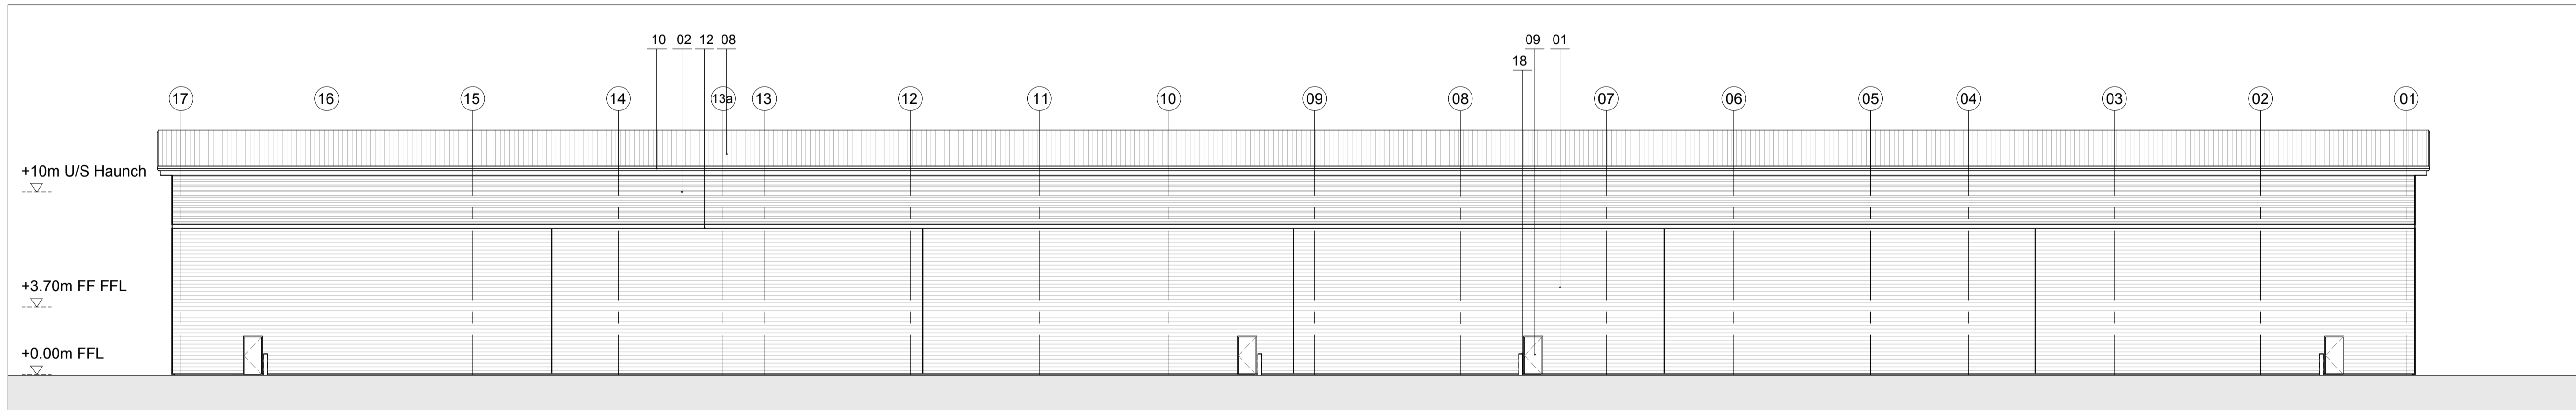 10 02 12 08 09 01
18
17 16 15 14 13a 13 12 11 10 09 08 07 06 05 04 03 02 01
+10m U/S Haunch
+3.70m FF FFL
+0.00m FFL